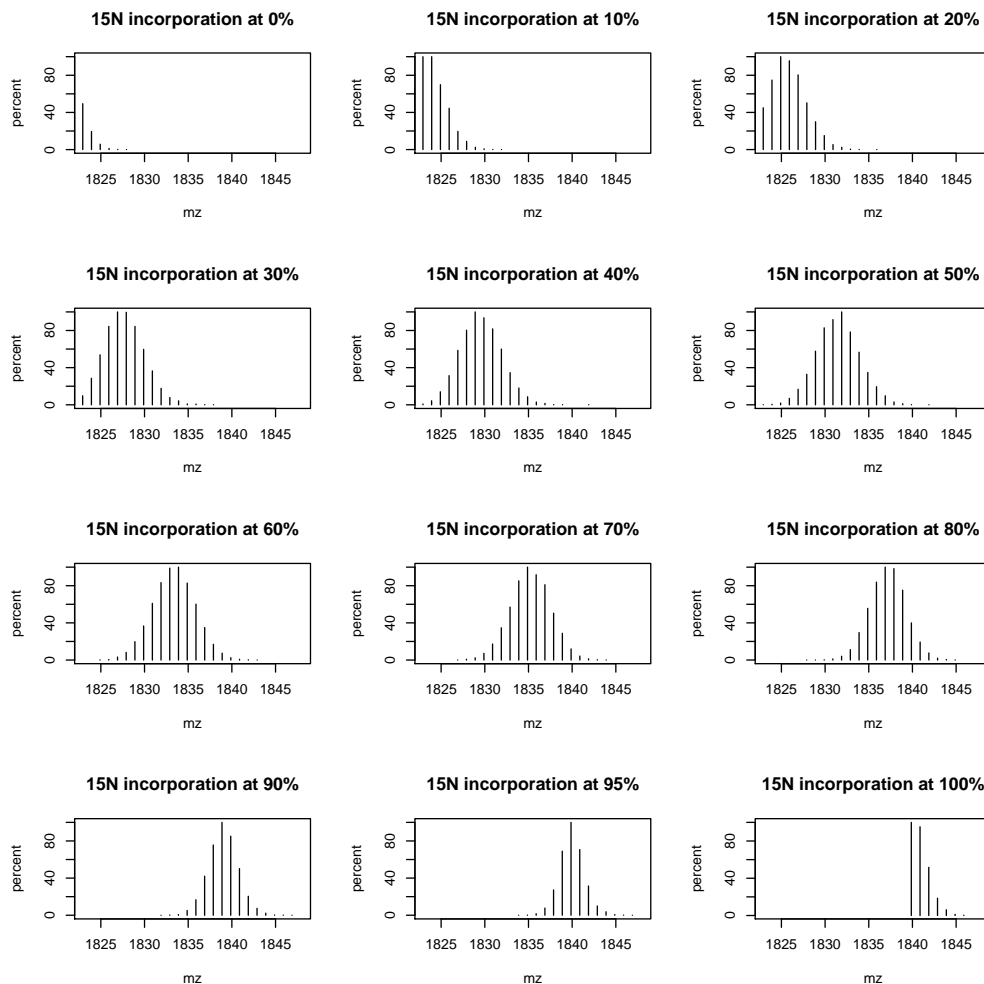 15N incorporation at 0%
15N incorporation at 10%
15N incorporation at 20%
percent
0 40 80
percent
0 40 80
percent
0 40 80
1825 1830 1835 1840 1845
1825 1830 1835 1840 1845
1825 1830 1835 1840 1845
mz
mz
mz
15N incorporation at 30%
15N incorporation at 40%
15N incorporation at 50%
percent
0 40 80
percent
0 40 80
percent
0 40 80
1825 1830 1835 1840 1845
1825 1830 1835 1840 1845
1825 1830 1835 1840 1845
mz
mz
mz
15N incorporation at 60%
15N incorporation at 70%
15N incorporation at 80%
percent
0 40 80
percent
0 40 80
percent
0 40 80
1825 1830 1835 1840 1845
1825 1830 1835 1840 1845
1825 1830 1835 1840 1845
mz
mz
mz
15N incorporation at 90%
15N incorporation at 95%
15N incorporation at 100%
percent
0 40 80
percent
0 40 80
percent
0 40 80
1825 1830 1835 1840 1845
1825 1830 1835 1840 1845
1825 1830 1835 1840 1845
mz
mz
mz